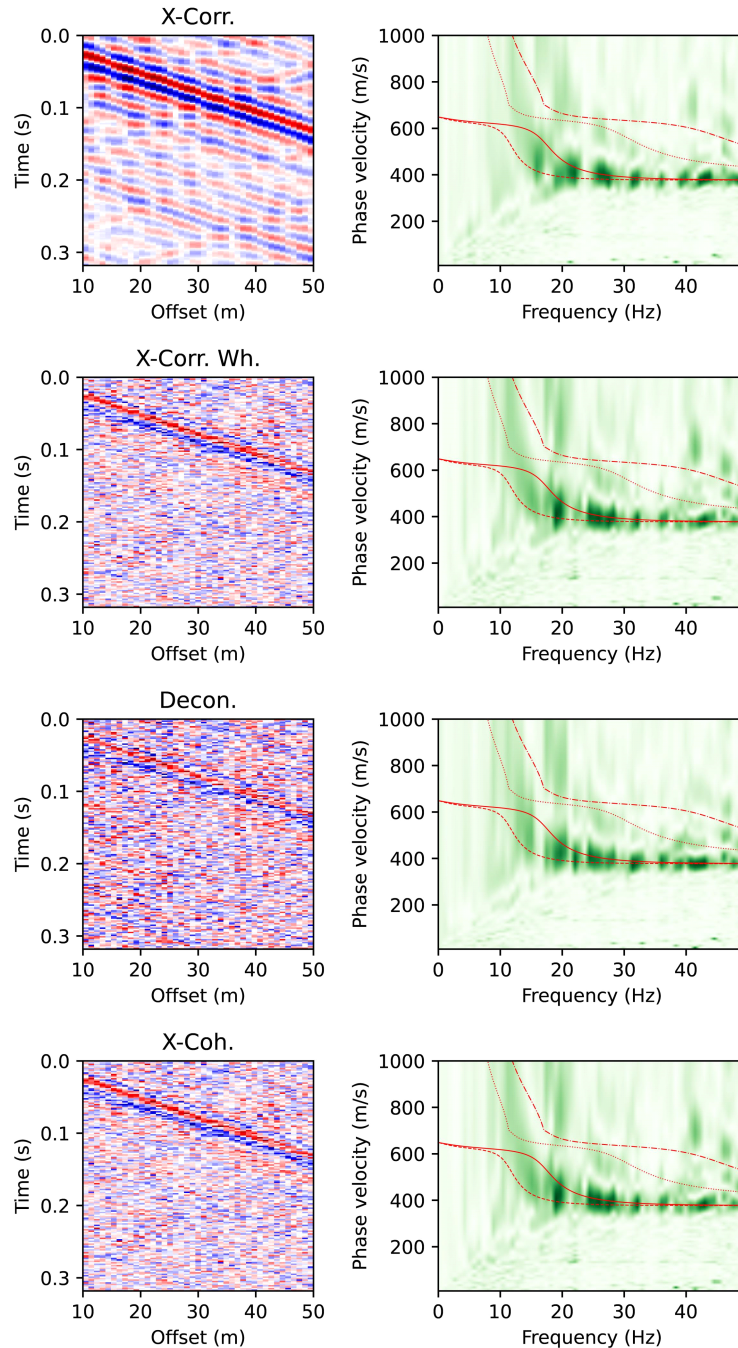 X-Corr.
0.0
0.1
0.2
0.3
Time (s)
10 20 30 40 50
Offset (m)
1000
800
600
400
200
Phase velocity (m/s)
0 10 20 30 40
Frequency (Hz)
X-Corr. Wh.
0.0
0.1
0.2
0.3
Time (s)
10 20 30 40 50
Offset (m)
1000
800
600
400
200
Phase velocity (m/s)
0 10 20 30 40
Frequency (Hz)
Decon.
0.0
0.1
0.2
0.3
Time (s)
10 20 30 40 50
Offset (m)
1000
800
600
400
200
Phase velocity (m/s)
0 10 20 30 40
Frequency (Hz)
X-Coh.
0.0
0.1
0.2
0.3
Time (s)
10 20 30 40 50
Offset (m)
1000
800
600
400
200
Phase velocity (m/s)
0 10 20 30 40
Frequency (Hz)